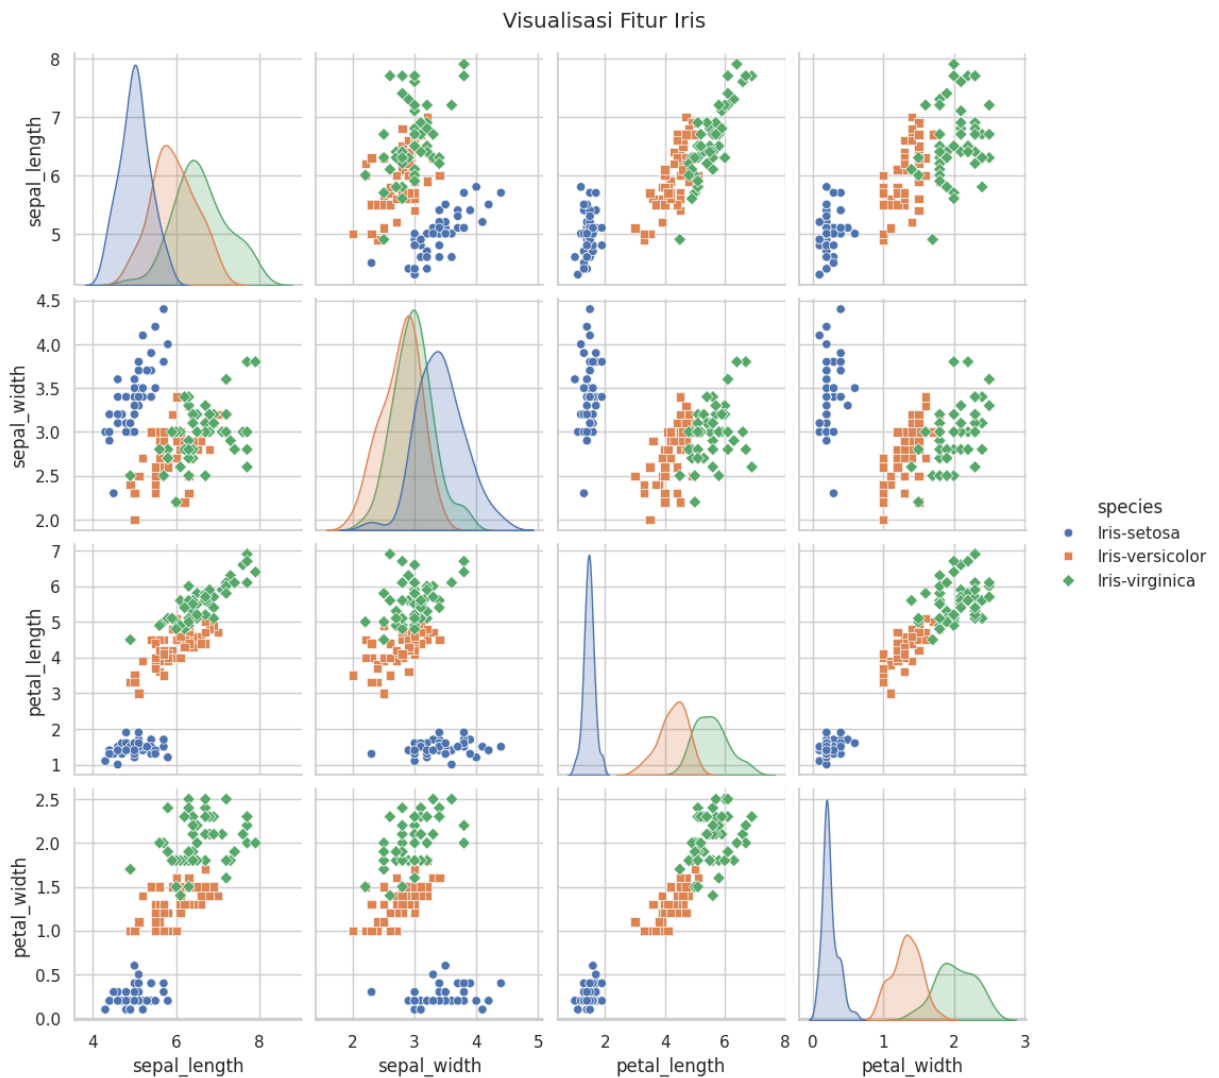 Visualisasi Fitur Iris
8
7
6
5
sepal_length
4.5
4.0
3.5
3.0
2.5
2.0
sepal_width
species
Iris-setosa
Iris-versicolor
Iris-virginica
7
6
5
4
3
2
1
petal_length
2.5
2.0
1.5
1.0
0.5
0.0
petal_width
4 6 8
2 3 4 5
2 4 6 8
0 1 2 3
sepal_length
sepal_width
petal_length
petal_width